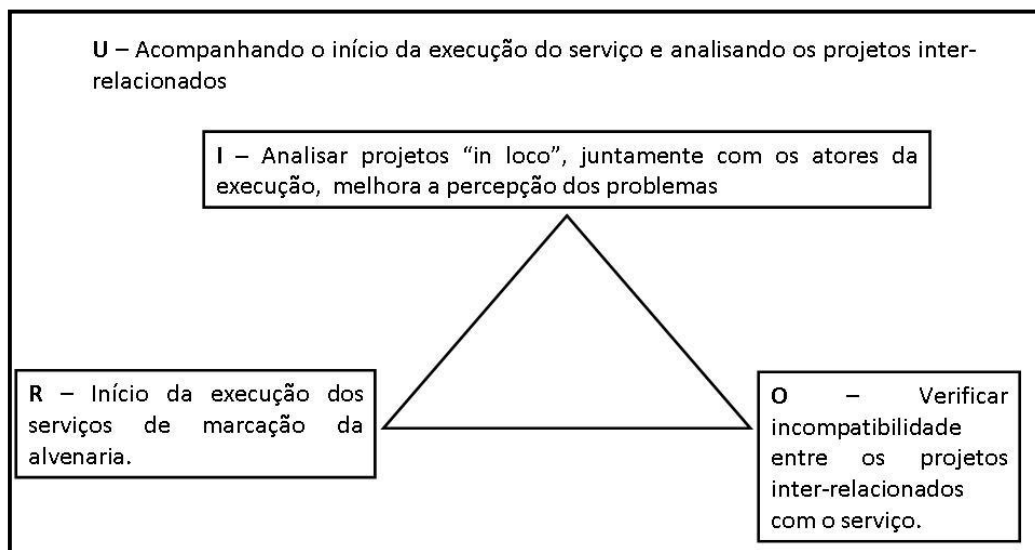 U – Acompanhando o início da execução do serviço e analisando os projetos inter-
relacionados
I – Analisar projetos “in loco”, juntamente com os atores da
execução, melhora a percepção dos problemas
R – Início da execução dos
serviços de marcação da
alvenaria.
O – Verificar
incompatibilidade
entre os projetos
inter-relacionados
com o serviço.